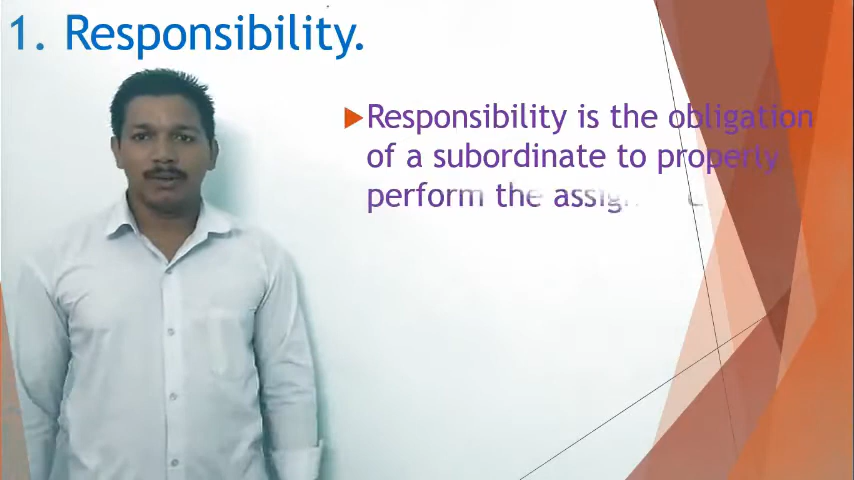 1. Responsibility.
Responsibility is the obligation
of a subordinate to properly
perform the